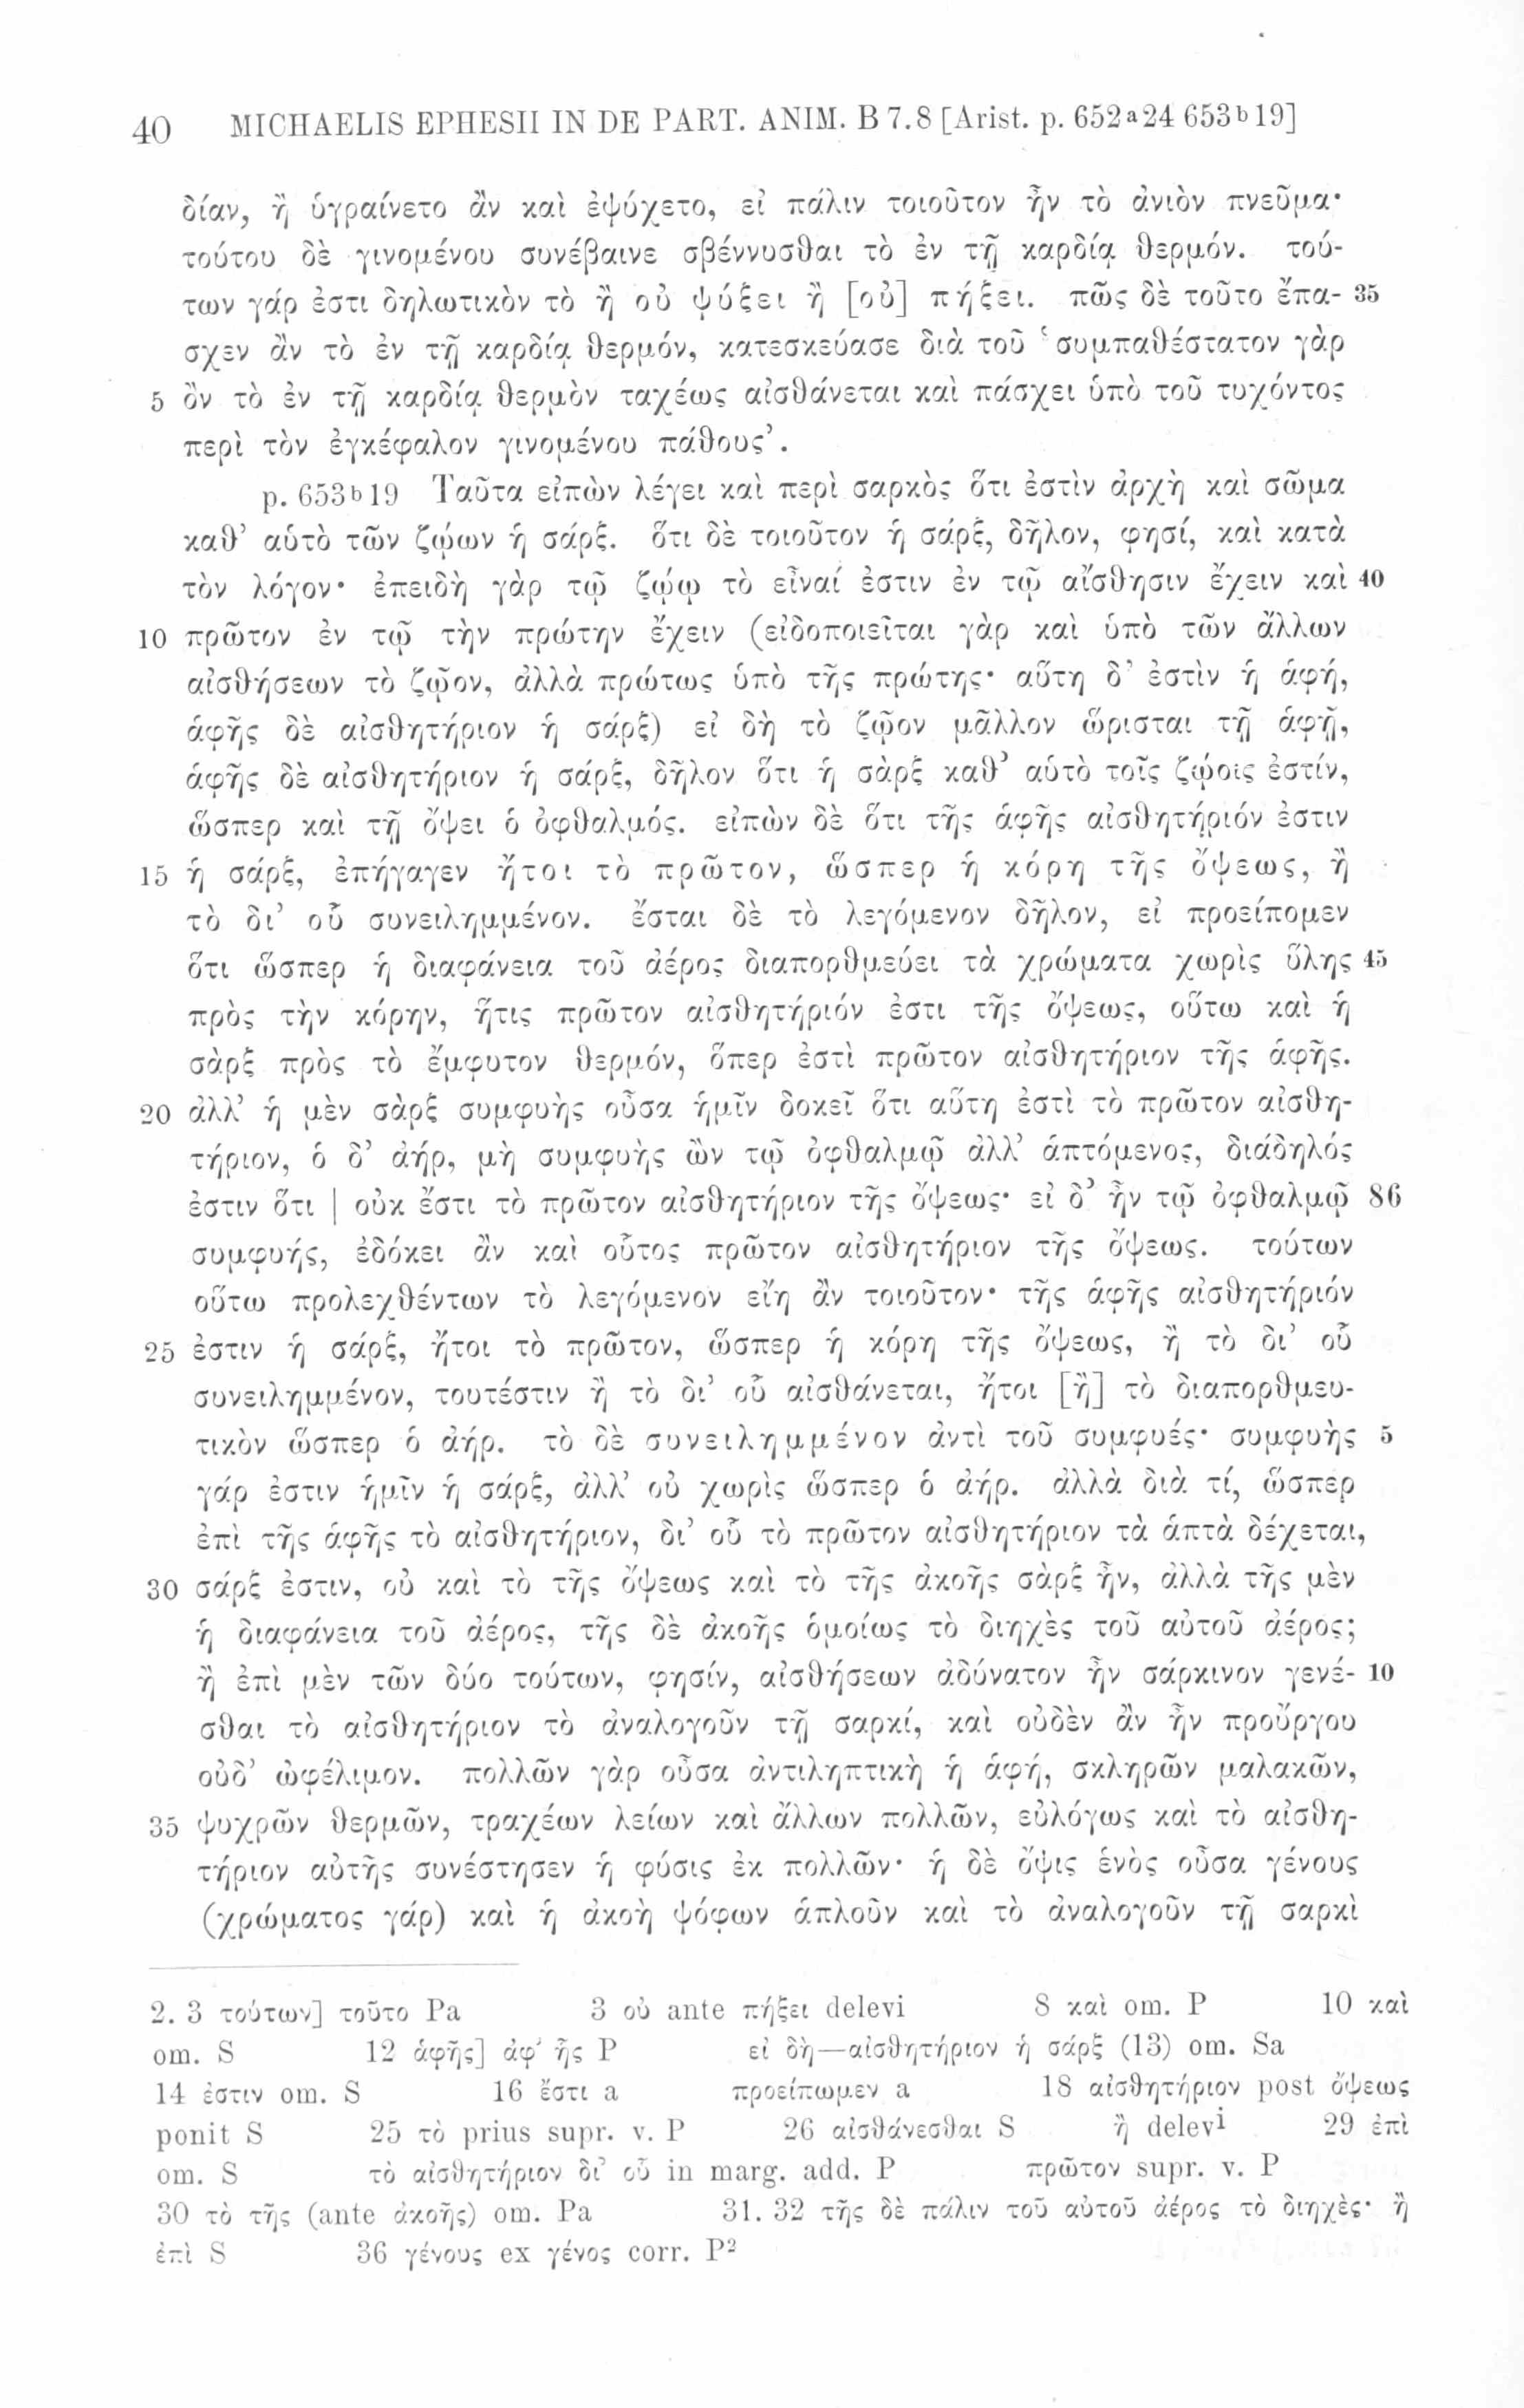 40 MICHAELIS EPHESII IN DE PART. ANIM. B 7.8 [Arist. p. 652a24 653b19]
δίαν, ἢ ὑγραίνετο ἂν καὶ ἐψύχετο, εἰ πάλιν τοιοῦτον ἦν τὸ ἀνιὸν πνεῦμα·
τούτου δὲ γινομένου συνέβαινε σβέννυσθαι τὸ ἐν τῇ καρδίᾳ θερμόν. τού-
των γάρ ἐστι δηλωτικὸν τὸ ἢ οὐ ψύξει ἢ [οὐ] πήξει. πῶς δὲ τοῦτο ἔπα- 35
σχεν ἂν τὸ ἐν τῇ καρδίᾳ θερμόν, κατεσκεύασε διὰ τοῦ ‘συμπαθέστατον γὰρ
5 ὂν τὸ ἐν τῇ καρδίᾳ θερμὸν ταχέως αἰσθάνεται καὶ πάσχει ὑπὸ τοῦ τυχόντος
περὶ τὸν ἐγκέφαλον γινομένου πάθους’.
p. 653b19 Ταῦτα εἰπὼν λέγει καὶ περὶ σαρκὸς ὅτι ἐστὶν ἀρχὴ καὶ σῶμα
καθ’ αὑτὸ τῶν ζῴων ἡ σάρξ. ὅτι δὲ τοιοῦτον ἡ σάρξ, δῆλον, φησί, καὶ κατὰ
τὸν λόγον· ἐπειδὴ γὰρ τῷ ζῴῳ τὸ εἶναί ἐστιν ἐν τῷ αἴσθησιν ἔχειν καὶ 40
10 πρῶτον ἐν τῷ τὴν πρώτην ἔχειν (εἰδοποιεῖται γὰρ καὶ ὑπὸ τῶν ἄλλων
αἰσθήσεων τὸ ζῷον, ἀλλὰ πρώτως ὑπὸ τῆς πρώτης· αὕτη δ’ ἐστὶν ἡ ἁφή,
ἁφῆς δὲ αἰσθητήριον ἡ σάρξ) εἰ δὴ τὸ ζῷον μᾶλλον ὥρισται τῇ ἁφῇ,
ἁφῆς δὲ αἰσθητήριον ἡ σάρξ, δῆλον ὅτι ἡ σὰρξ καθ’ αὑτὸ τοῖς ζῴοις ἐστίν,
ὥσπερ καὶ τῇ ὄψει ὁ ὀφθαλμός. εἰπὼν δὲ ὅτι τῆς ἁφῆς αἰσθητήριόν ἐστιν
15 ἡ σάρξ, ἐπήγαγεν ἤτοι τὸ πρῶτον, ὥσπερ ἡ κόρη τῆς ὄψεως, ἢ
τὸ δι’ οὗ συνειλημμένον. ἔσται δὲ τὸ λεγόμενον δῆλον, εἰ προείπομεν
ὅτι ὥσπερ ἡ διαφάνεια τοῦ ἀέρος διαπορθμεύει τὰ χρώματα χωρὶς ὕλης 45
πρὸς τὴν κόρην, ἥτις πρῶτον αἰσθητήριόν ἐστι τῆς ὄψεως, οὕτω καὶ ἡ
σὰρξ πρὸς τὸ ἔμφυτον θερμόν, ὅπερ ἐστὶ πρῶτον αἰσθητήριον τῆς ἁφῆς.
20 ἀλλ’ ἡ μὲν σὰρξ συμφυὴς οὖσα ἡμῖν δοκεῖ ὅτι αὕτη ἐστὶ τὸ πρῶτον αἰσθη-
τήριον, ὁ δ’ ἀήρ, μὴ συμφυὴς ὢν τῷ ὀφθαλμῷ ἀλλ’ ἁπτόμενος, διάδηλός
ἐστιν ὅτι | οὐκ ἔστι τὸ πρῶτον αἰσθητήριον τῆς ὄψεως· εἰ δ’ ἦν τῷ ὀφθαλμῷ 86
συμφυής, ἐδόκει ἂν καὶ οὗτος πρῶτον αἰσθητήριον τῆς ὄψεως. τούτων
οὕτω προλεχθέντων τὸ λεγόμενον εἴη ἂν τοιοῦτον· τῆς ἁφῆς αἰσθητήριόν
25 ἐστιν ἡ σάρξ, ἤτοι τὸ πρῶτον, ὥσπερ ἡ κόρη τῆς ὄψεως, ἢ τὸ δι’ οὗ
συνειλημμένον, τουτέστιν ἢ τὸ δι’ οὗ αἰσθάνεται, ἤτοι [ἢ] τὸ διαπορθμευ-
τικὸν ὥσπερ ὁ ἀήρ. τὸ δὲ συνειλημμένον ἀντὶ τοῦ συμφυές· συμφυὴς 5
γάρ ἐστιν ἡμῖν ἡ σάρξ, ἀλλ’ οὐ χωρὶς ὥσπερ ὁ ἀήρ. ἀλλὰ διὰ τί, ὥσπερ
ἐπὶ τῆς ἁφῆς τὸ αἰσθητήριον, δι’ οὗ τὸ πρῶτον αἰσθητήριον τὰ ἁπτὰ δέχεται,
30 σάρξ ἐστιν, οὐ καὶ τὸ τῆς ὄψεως καὶ τὸ τῆς ἀκοῆς σὰρξ ἦν, ἀλλὰ τῆς μὲν
ἡ διαφάνεια τοῦ ἀέρος, τῆς δὲ ἀκοῆς ὁμοίως τὸ διηχὲς τοῦ αὐτοῦ ἀέρος;
ἢ ἐπὶ μὲν τῶν δύο τούτων, φησίν, αἰσθήσεων ἀδύνατον ἦν σάρκινον γενέ- 10
σθαι τὸ αἰσθητήριον τὸ ἀναλογοῦν τῇ σαρκί, καὶ οὐδὲν ἂν ἦν προὔργου
οὐδ’ ὠφέλιμον. πολλῶν γὰρ οὖσα ἀντιληπτικὴ ἡ ἁφή, σκληρῶν μαλακῶν,
35 ψυχρῶν θερμῶν, τραχέων λείων καὶ ἄλλων πολλῶν, εὐλόγως καὶ τὸ αἰσθη-
τήριον αὐτῆς συνέστησεν ἡ φύσις ἐκ πολλῶν· ἡ δὲ ὄψις ἑνὸς οὖσα γένους
(χρώματος γάρ) καὶ ἡ ἀκοὴ ψόφων ἁπλοῦν καὶ τὸ ἀναλογοῦν τῇ σαρκὶ
2. 3 τούτων] τοῦτο Pa 3 οὐ ante πήξει delevi 8 καὶ om. P 10 καὶ
om. S 12 ἁφῆς] ἀφ’ ἧς P εἰ δὴ—αἰσθητήριον ἡ σάρξ (13) om. Sa
14 ἐστιν om. S 16 ἔστι a προείπωμεν a 18 αἰσθητήριον post ὄψεως
ponit S 25 τὸ prius supr. v. P 26 αἰσθάνεσθαι S ἢ delevi 29 ἐπὶ
om. S τὸ αἰσθητήριον δι’ οὗ in marg. add. P πρῶτον supr. v. P
30 τὸ τῆς (ante ἀκοῆς) om. Pa 31. 32 τῆς δὲ πάλιν τοῦ αὐτοῦ ἀέρος τὸ διηχὲς· ἢ
ἐπὶ S 36 γένους ex γένος corr. P2